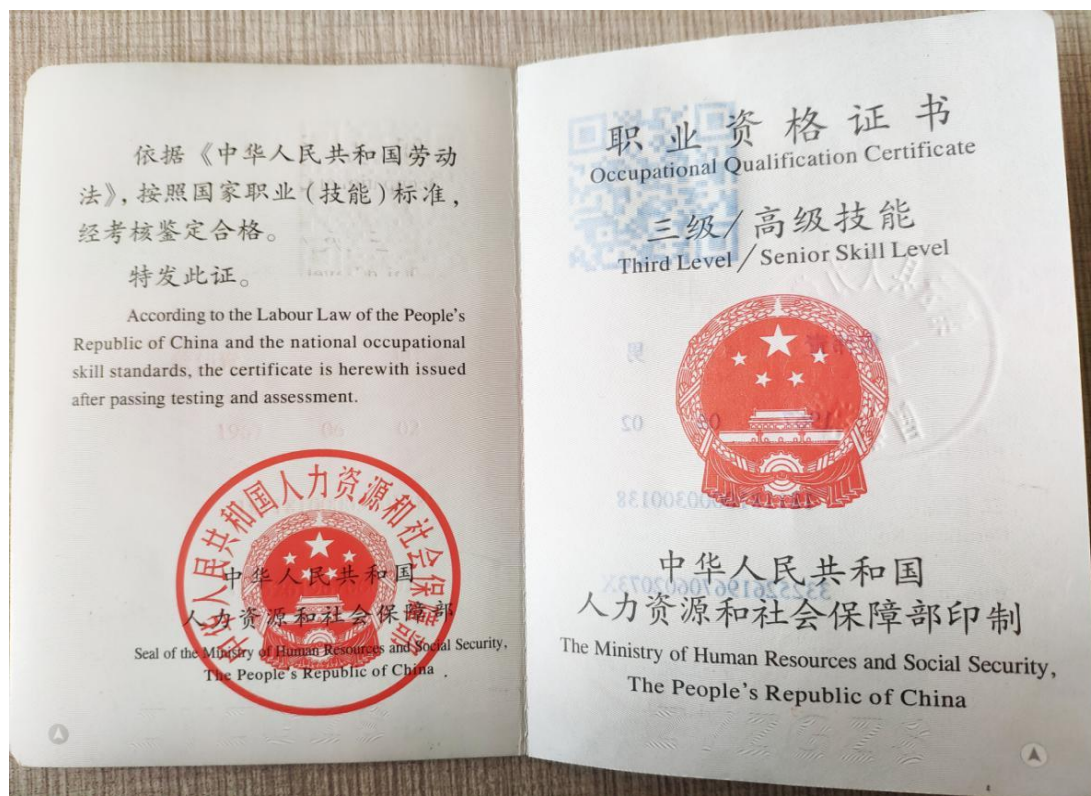 依据《中华人民共和国劳动
法》，按照国家职业（技能）标准，
经考核鉴定合格。
特发此证。
According to the Labour Law of the People's
Republic of China and the national occupational
skill standards, the certificate is herewith issued
after passing testing and assessment.
中华人民共和国人力资源和社会保障部
中华人民共和国
人力资源和社会保障部
Seal of the Ministry of Human Resources and Social Security,
The People's Republic of China
职业资格证书
Occupational Qualification Certificate
三级/高级技能
Third Level/Senior Skill Level
中华人民共和国
人力资源和社会保障部印制
The Ministry of Human Resources and Social Security,
The People's Republic of China